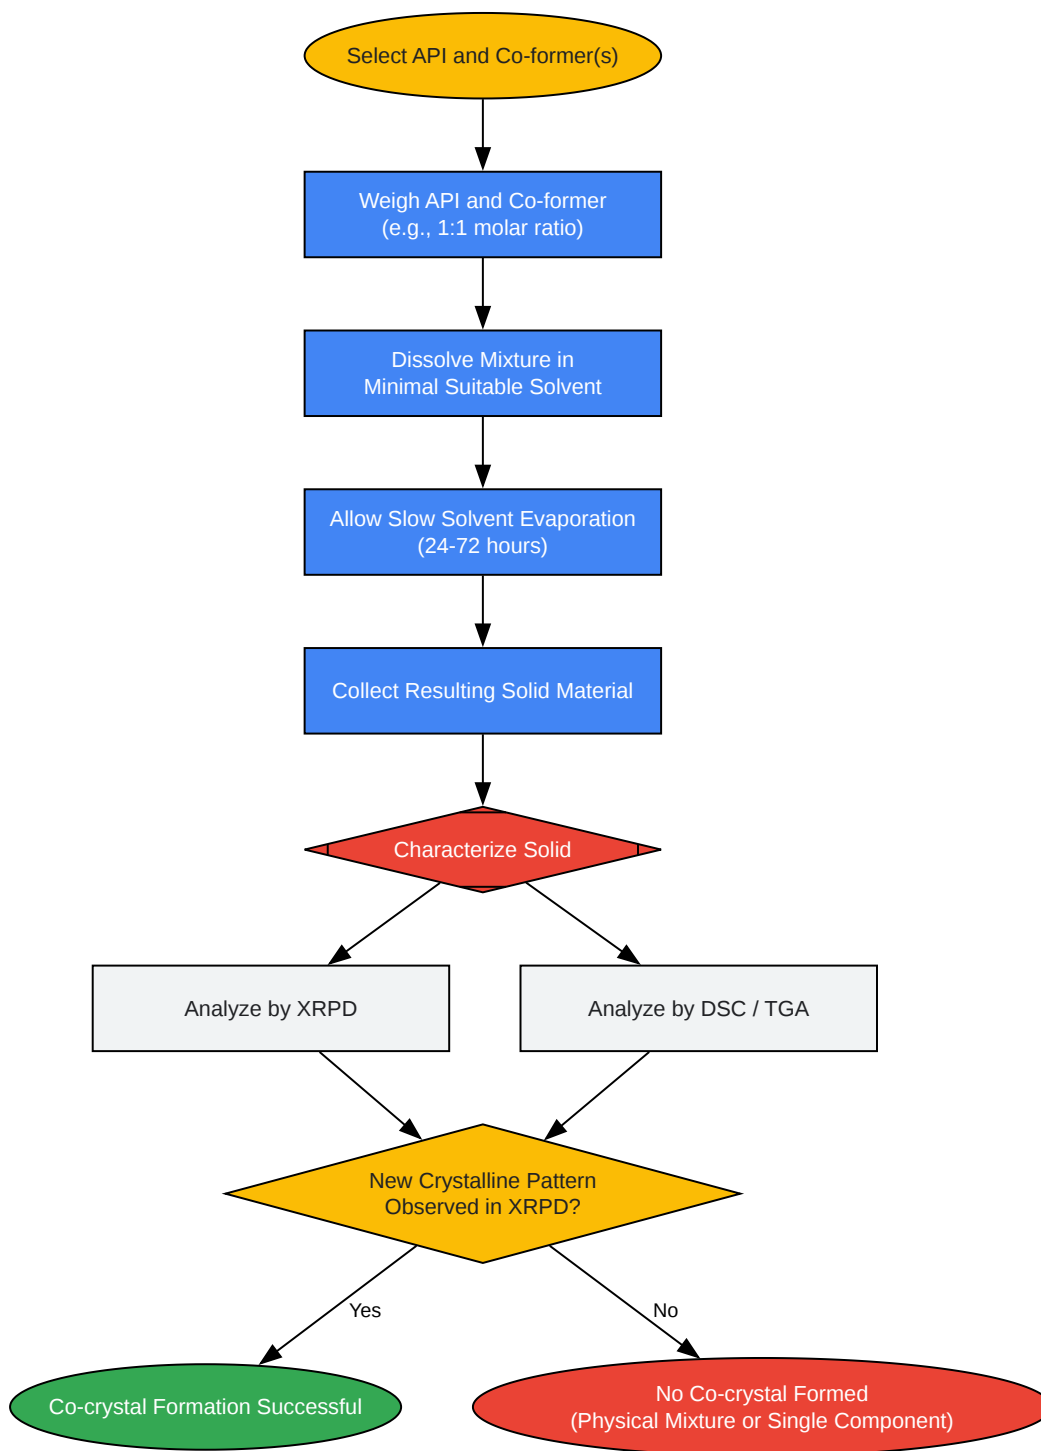 Select API and Co-former(s)
Weigh API and Co-former
(e.g., 1:1 molar ratio)
Dissolve Mixture in
Minimal Suitable Solvent
Allow Slow Solvent Evaporation
(24-72 hours)
Collect Resulting Solid Material
Characterize Solid
Analyze by XRPD
Analyze by DSC / TGA
New Crystalline Pattern
Observed in XRPD?
Yes
No
Co-crystal Formation Successful
No Co-crystal Formed
(Physical Mixture or Single Component)